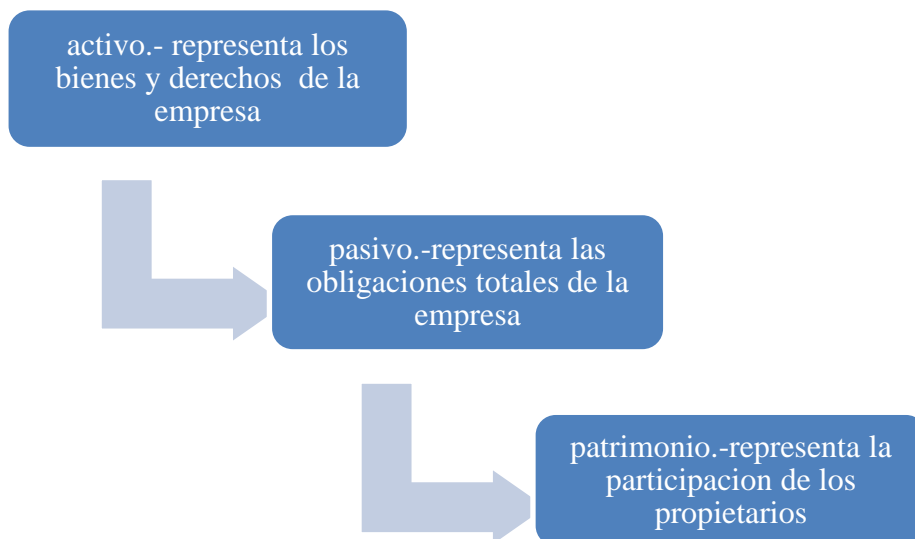 activo.- representa los
bienes y derechos de la
empresa
pasivo.-representa las
obligaciones totales de la
empresa
patrimonio.-representa la
participacion de los
propietarios